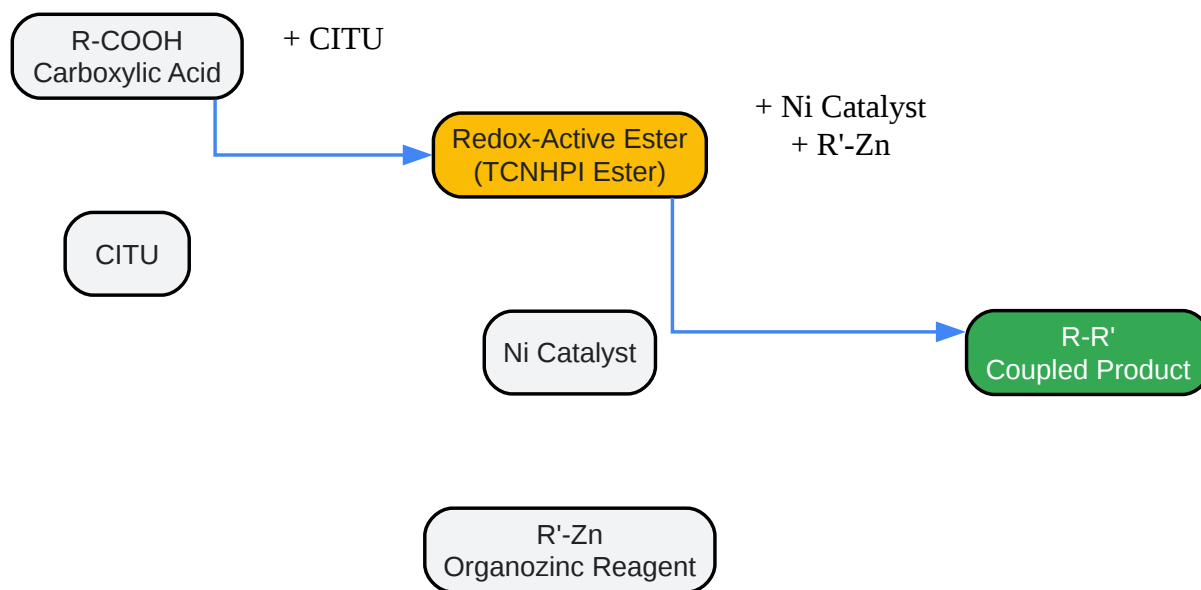 R-COOH
Carboxylic Acid
+ CITU
Redox-Active Ester
(TCNHPI Ester)
+ Ni Catalyst
+ R'-Zn
CITU
Ni Catalyst
R-R'
Coupled Product
R'-Zn
Organozinc Reagent